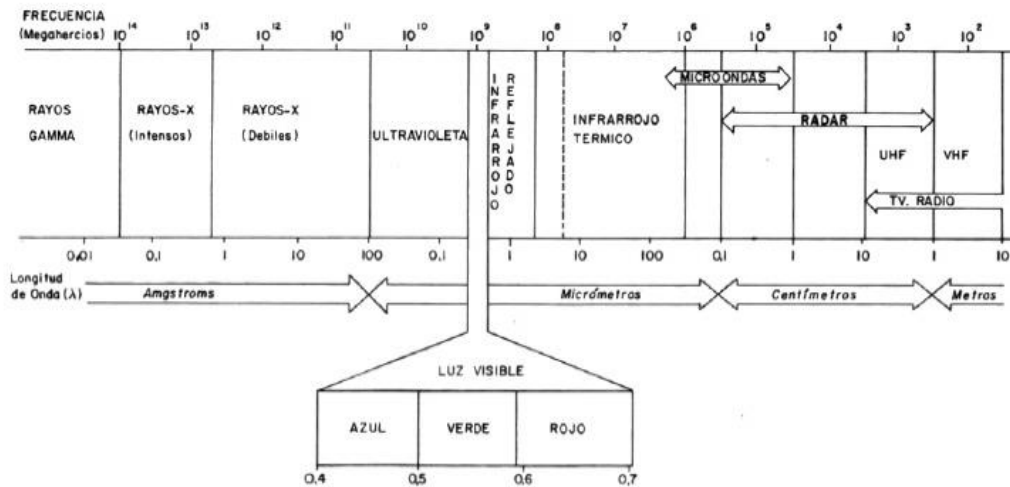 FRECUENCIA
(Megahercios) 10¹⁴ 10¹³ 10¹² 10¹¹ 10¹⁰ 10⁹ 10⁸ 10⁷ 10⁶ 10⁵ 10⁴ 10³ 10²
RAYOS
GAMMA
RAYOS-X
(Intensos)
RAYOS-X
(Debiles)
ULTRAVIOLETA
INFRARROJO
REFLEJADO
INFRARROJO
TERMICO
MICROONDAS
RADAR
UHF
VHF
TV. RADIO
0,01 0,1 1 10 100 0,1 1 10 100 0,1 1 10 1 10
Longitud
de Onda (λ)
Amgstroms
Micrómetros
Centímetros
Metros
LUZ VISIBLE
AZUL
VERDE
ROJO
0,4 0,5 0,6 0,7